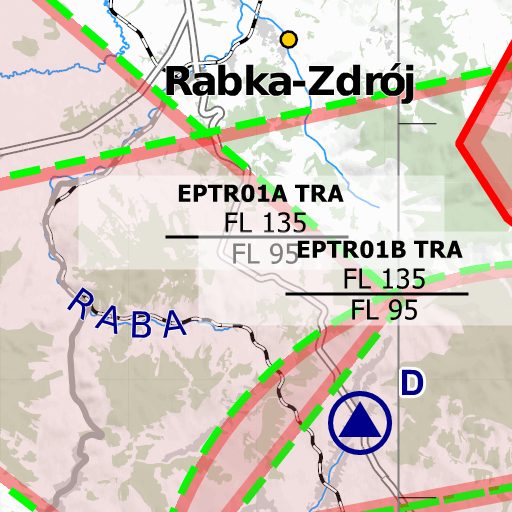 Rabka-Zdrój
EPTR01A TRA
FL 135
FL 95
EPTR01B TRA
FL 135
FL 95
RABA
D